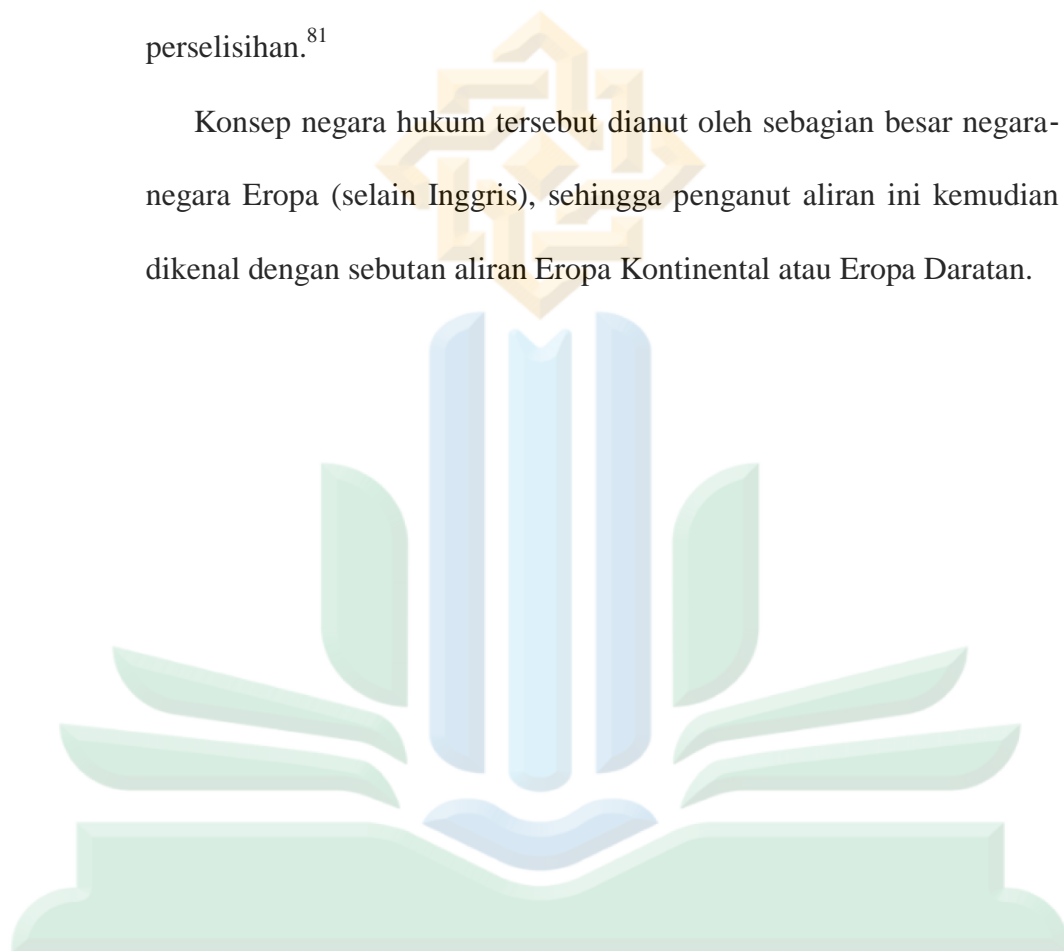 perselisihan.81
Konsep negara hukum tersebut dianut oleh sebagian besar negara-
negara Eropa (selain Inggris), sehingga penganut aliran ini kemudian
dikenal dengan sebutan aliran Eropa Kontinental atau Eropa Daratan.